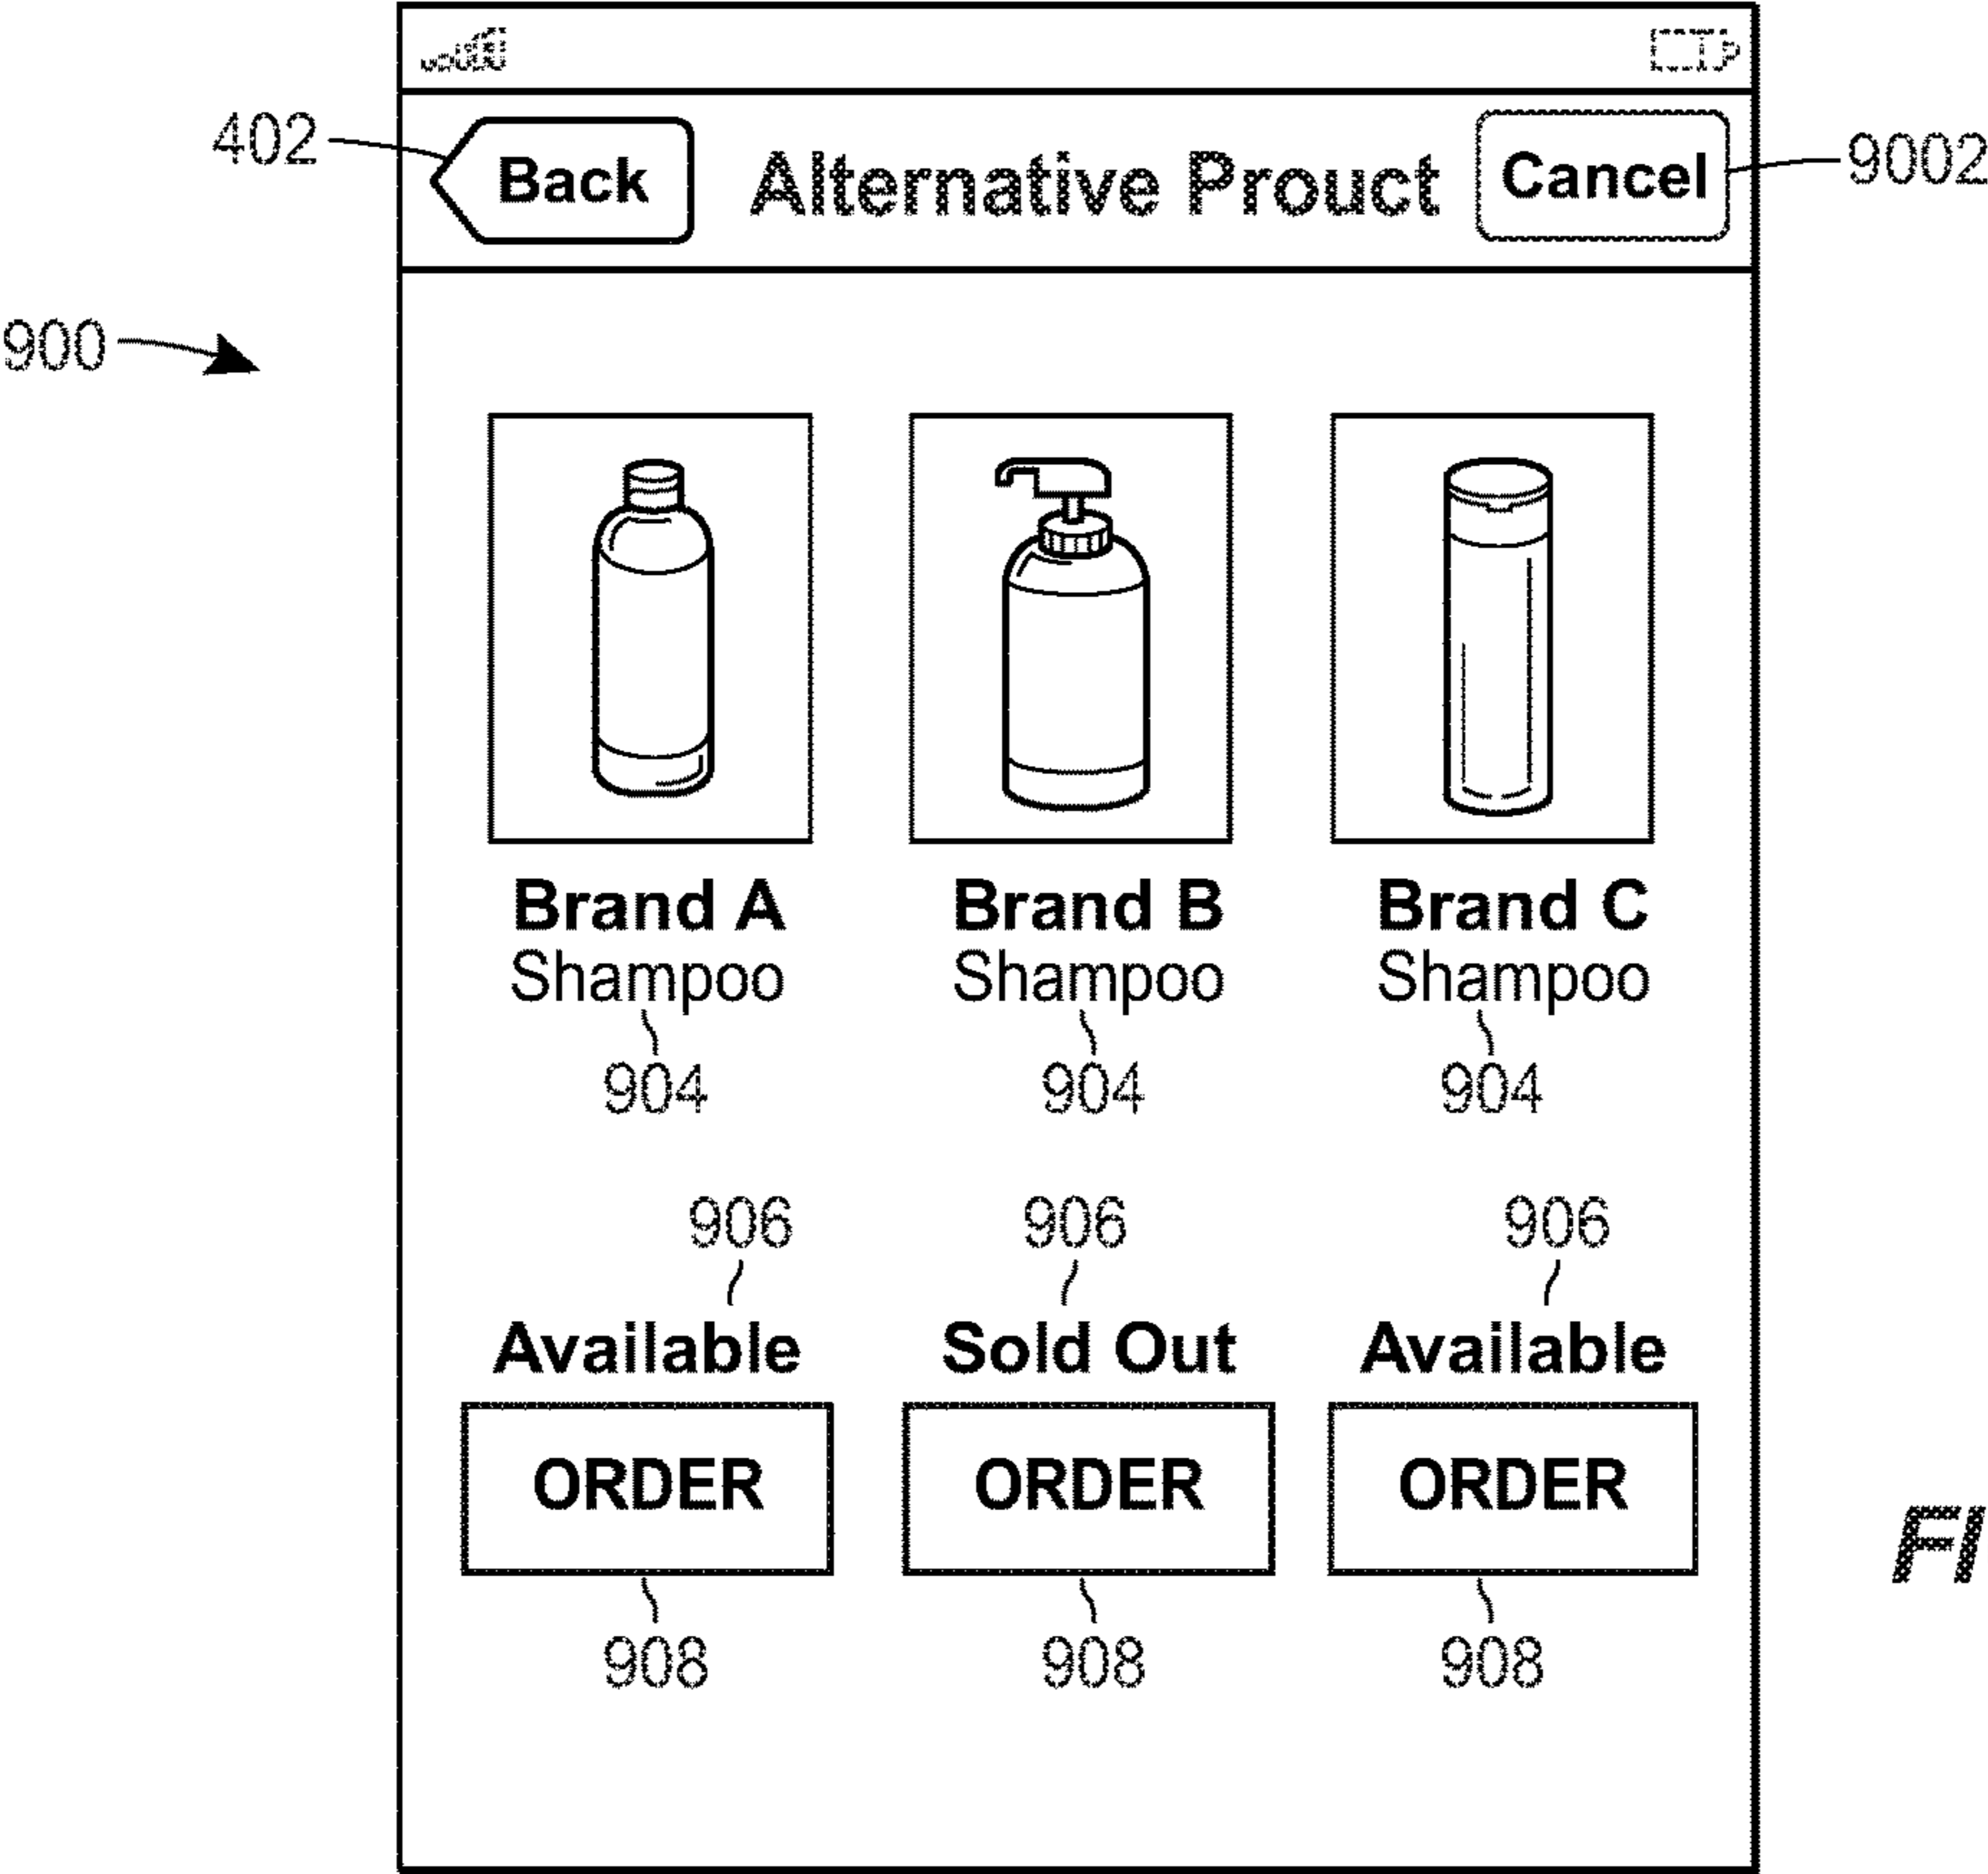 402 Back Alternative Prouct Cancel 9002
900
Brand A Brand B Brand C
Shampoo Shampoo Shampoo
904 904 904
906 906 906
Available Sold Out Available
ORDER ORDER ORDER
FI
908 908 908